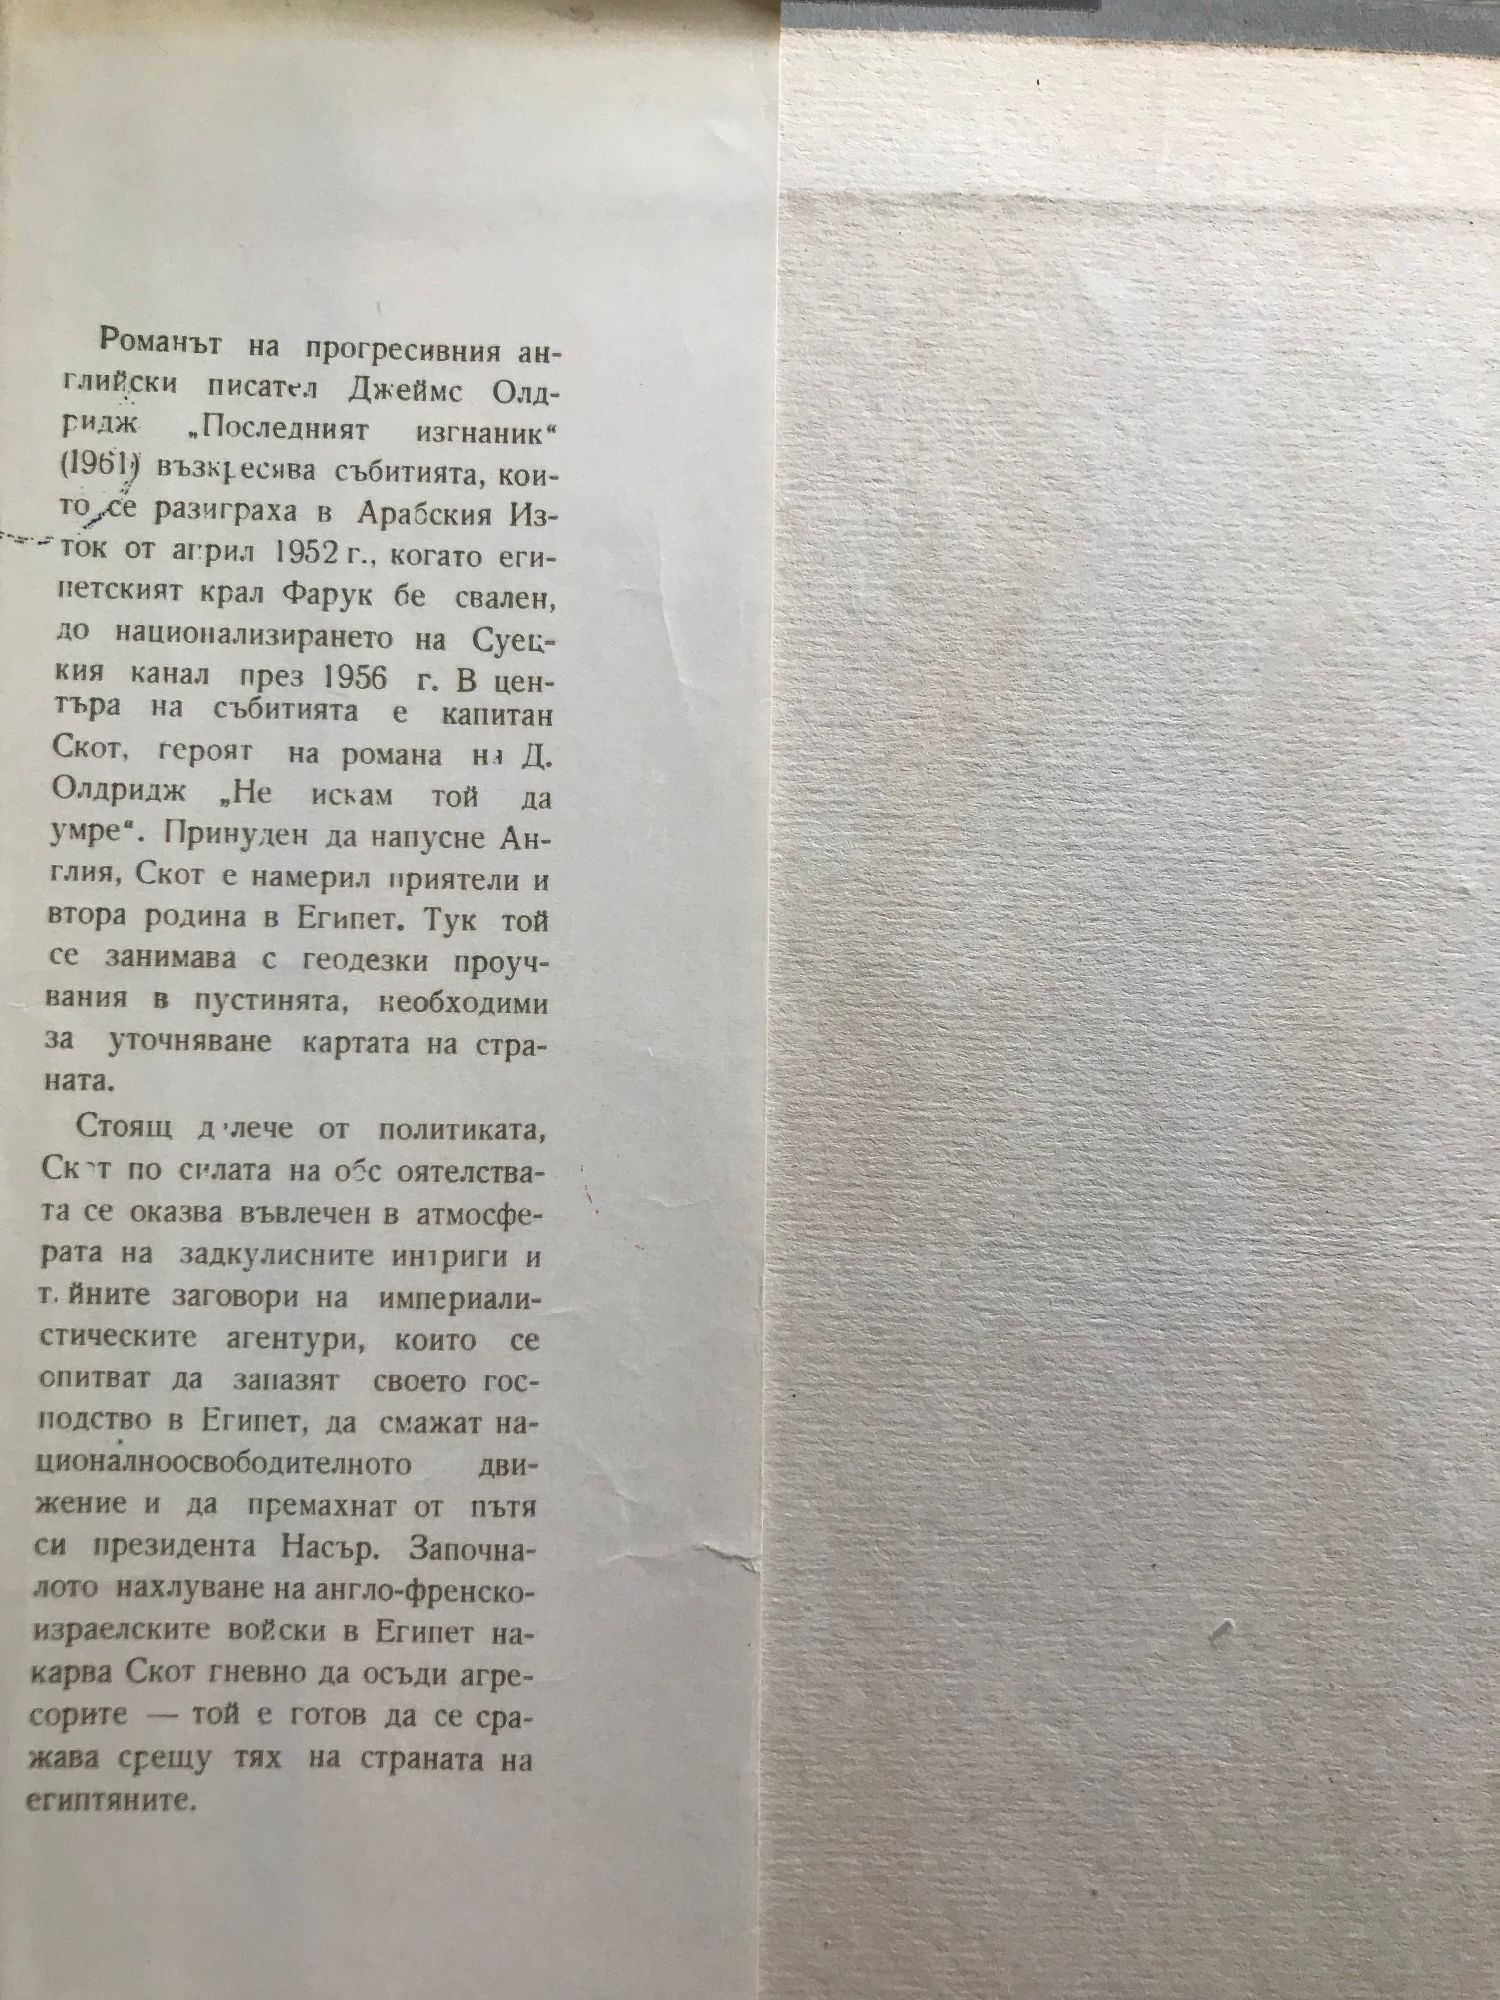 Романът на прогресивния ан-
глийски писател Джеймс Олд-
ридж „Последният изгнаник“
(1961) възкресява събитията, кои-
то се разиграха в Арабския Из-
ток от април 1952 г., когато еги-
петският крал Фарук бе свален,
до национализирането на Суец-
кия канал през 1956 г. В цен-
търа на събитията е капитан
Скот, героят на романа на Д.
Олдридж „Не искам той да
умре“. Принуден да напусне Ан-
глия, Скот е намерил приятели и
втора родина в Египет. Тук той
се занимава с геодезки проуч-
вания в пустинята, необходими
за уточняване картата на стра-
ната.
Стоящ далече от политиката,
Скот по силата на обстоятелства-
та се оказва въвлечен в атмосфе-
рата на задкулисните интриги и
тайните заговори на империали-
стическите агентури, които се
опитват да запазят своето гос-
подство в Египет, да смажат на-
ционалноосвободителното дви-
жение и да премахнат от пътя
си президента Насър. Започна-
лото нахлуване на англо-френско-
израелските войски в Египет на-
карва Скот гневно да осъди агре-
сорите — той е готов да се сра-
жава срещу тях на страната на
египтяните.